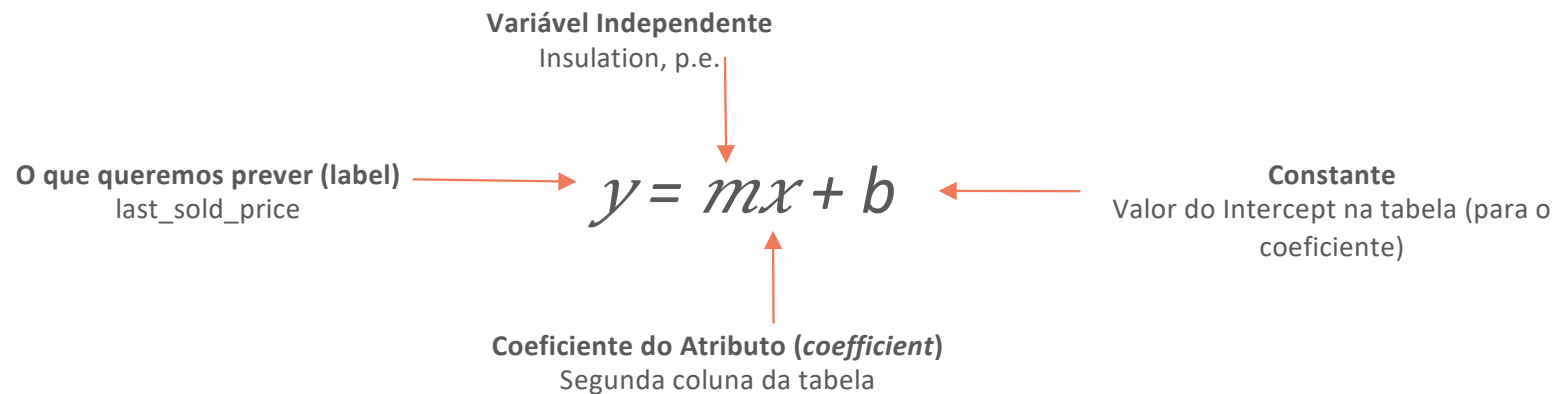 Variável Independente
Insulation, p.e.
O que queremos prever (label)
last_sold_price
y = mx + b
Constante
Valor do Intercept na tabela (para o
coeficiente)
Coeficiente do Atributo (coefficient)
Segunda coluna da tabela